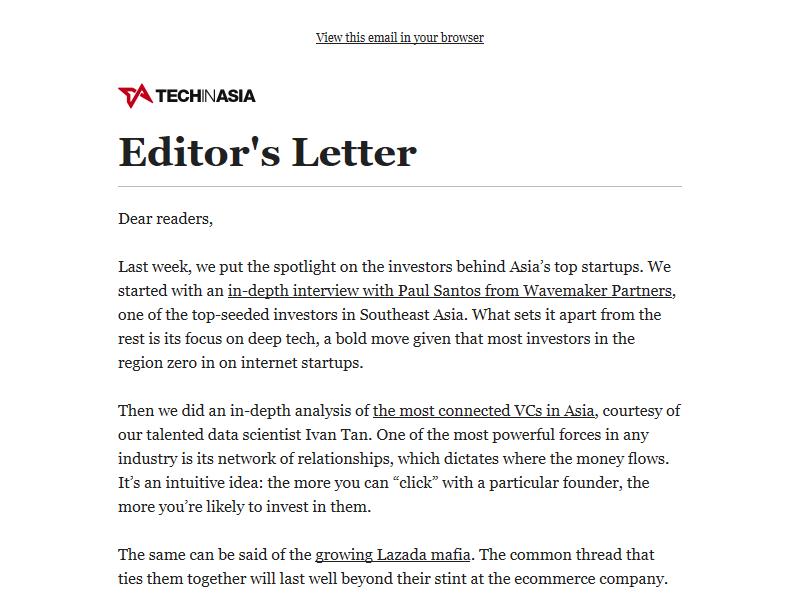 View this email in your browser
TECHINASIA
Editor's Letter
Dear readers,
Last week, we put the spotlight on the investors behind Asia’s top startups. We
started with an in-depth interview with Paul Santos from Wavemaker Partners,
one of the top-seeded investors in Southeast Asia. What sets it apart from the
rest is its focus on deep tech, a bold move given that most investors in the
region zero in on internet startups.
Then we did an in-depth analysis of the most connected VCs in Asia, courtesy of
our talented data scientist Ivan Tan. One of the most powerful forces in any
industry is its network of relationships, which dictates where the money flows.
It’s an intuitive idea: the more you can “click” with a particular founder, the
more you’re likely to invest in them.
The same can be said of the growing Lazada mafia. The common thread that
ties them together will last well beyond their stint at the ecommerce company.